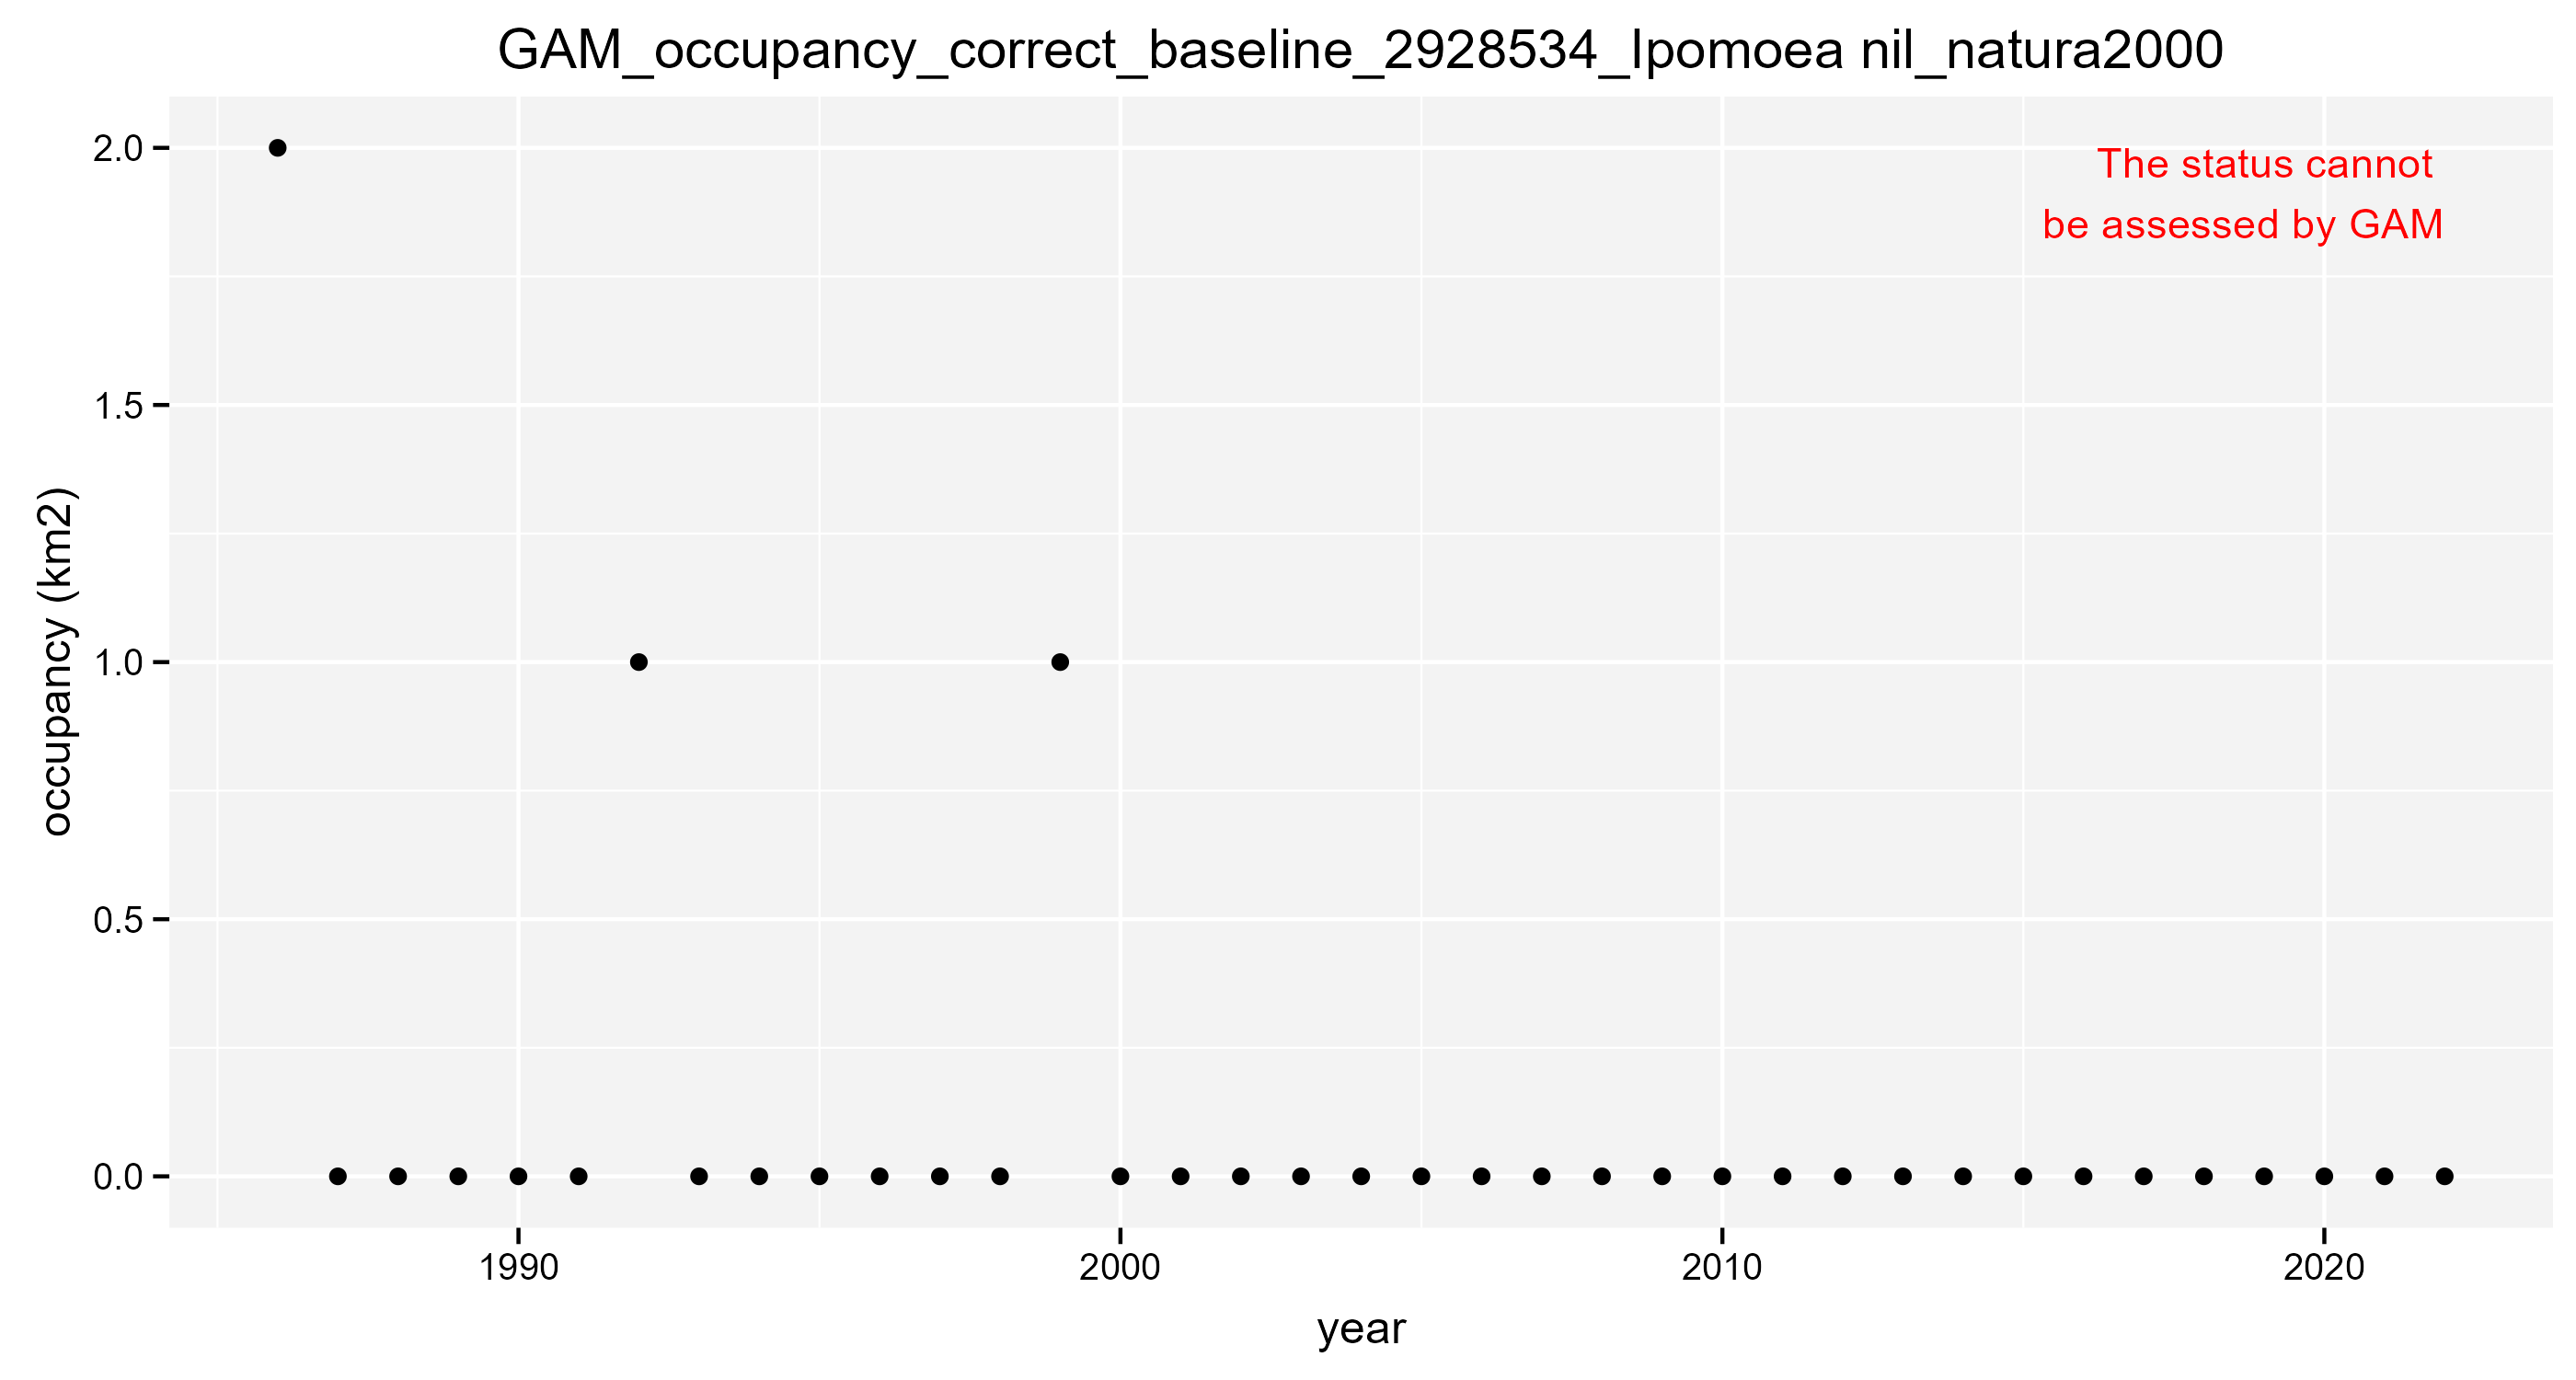 GAM_occupancy_correct_baseline_2928534_Ipomoea nil_natura2000
The status cannot
be assessed by GAM
occupancy (km2)
2.0
1.5
1.0
0.5
0.0
1990 2000 2010 2020
year